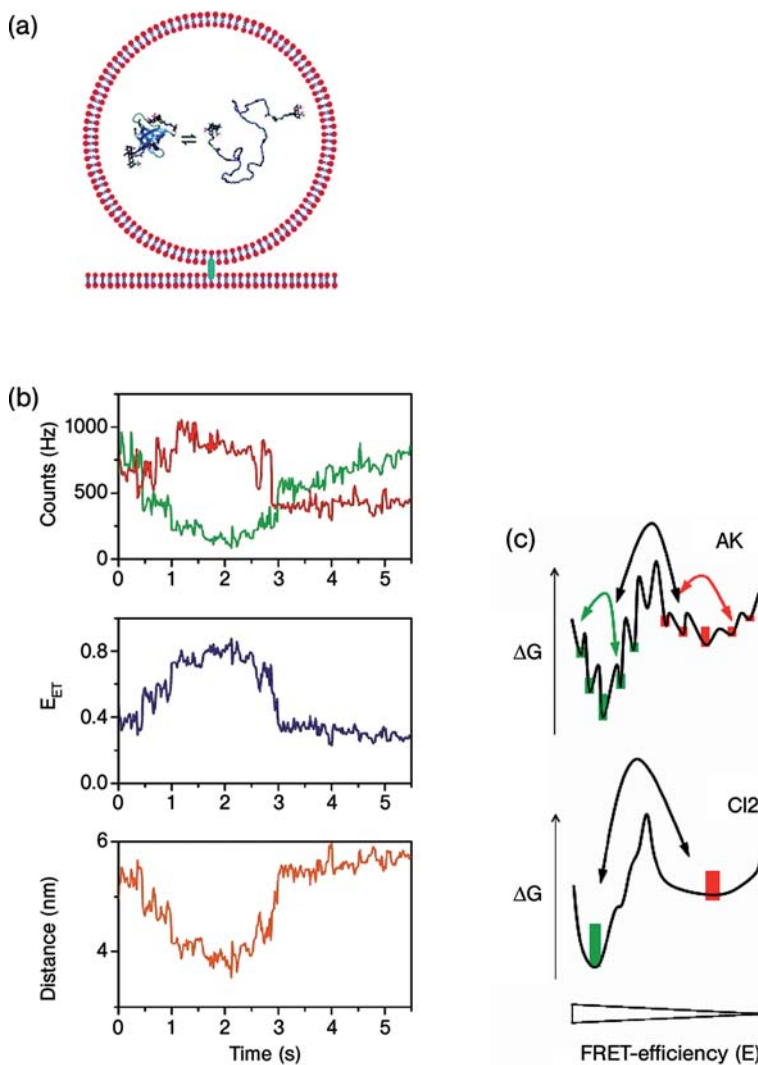 (a)
(b)
1000
500
0
Counts (Hz)
0 1 2 3 4 5
0.8
0.4
0.0
E_ET
0 1 2 3 4 5
6
4
Distance (nm)
0 1 2 3 4 5
Time (s)
(c)
AK
ΔG
CI2
ΔG
FRET-efficiency (E)